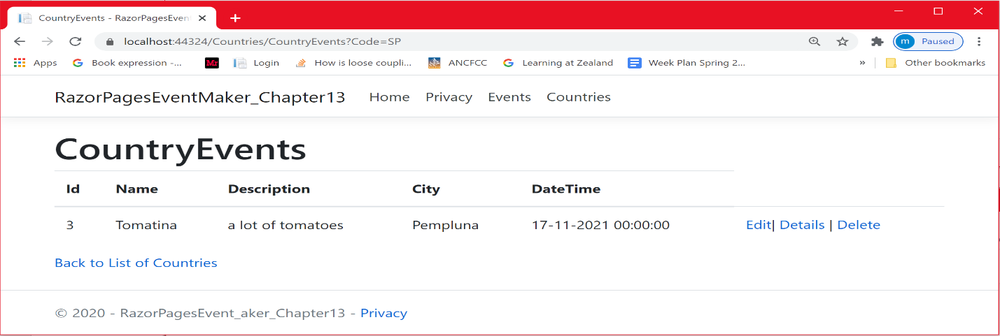 CountryEvents - RazorPagesEvent
localhost:44324/Countries/CountryEvents?Code=SP
m Paused
Apps Book expression -... Mr Login How is loose coupli... ANCFCC Learning at Zealand Week Plan Spring 2... » Other bookmarks
RazorPagesEventMaker_Chapter13 Home Privacy Events Countries
CountryEvents
Id Name Description City DateTime
3 Tomatina a lot of tomatoes Pempluna 17-11-2021 00:00:00 Edit| Details | Delete
Back to List of Countries
© 2020 - RazorPagesEvent_aker_Chapter13 - Privacy